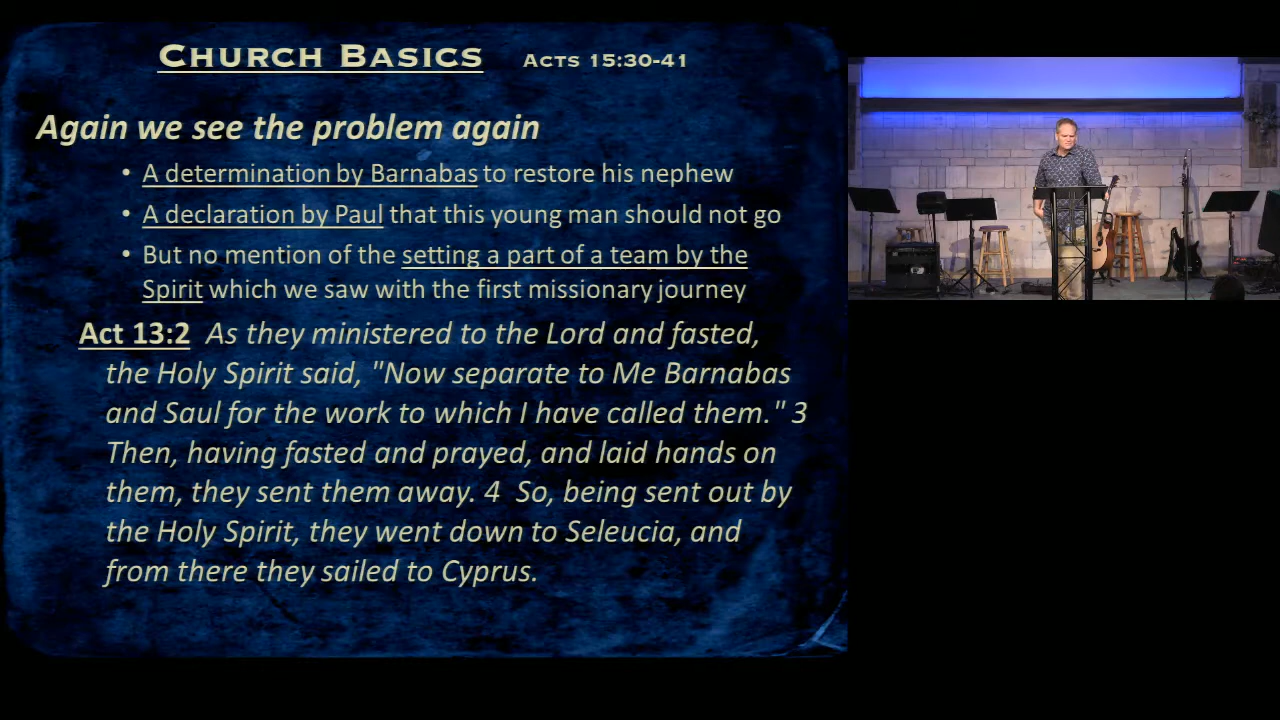 Church Basics Acts 15:30-41
Again we see the problem again
• A determination by Barnabas to restore his nephew
• A declaration by Paul that this young man should not go
• But no mention of the setting a part of a team by the
Spirit which we saw with the first missionary journey
Act 13:2 As they ministered to the Lord and fasted,
the Holy Spirit said, "Now separate to Me Barnabas
and Saul for the work to which I have called them." 3
Then, having fasted and prayed, and laid hands on
them, they sent them away. 4 So, being sent out by
the Holy Spirit, they went down to Seleucia, and
from there they sailed to Cyprus.